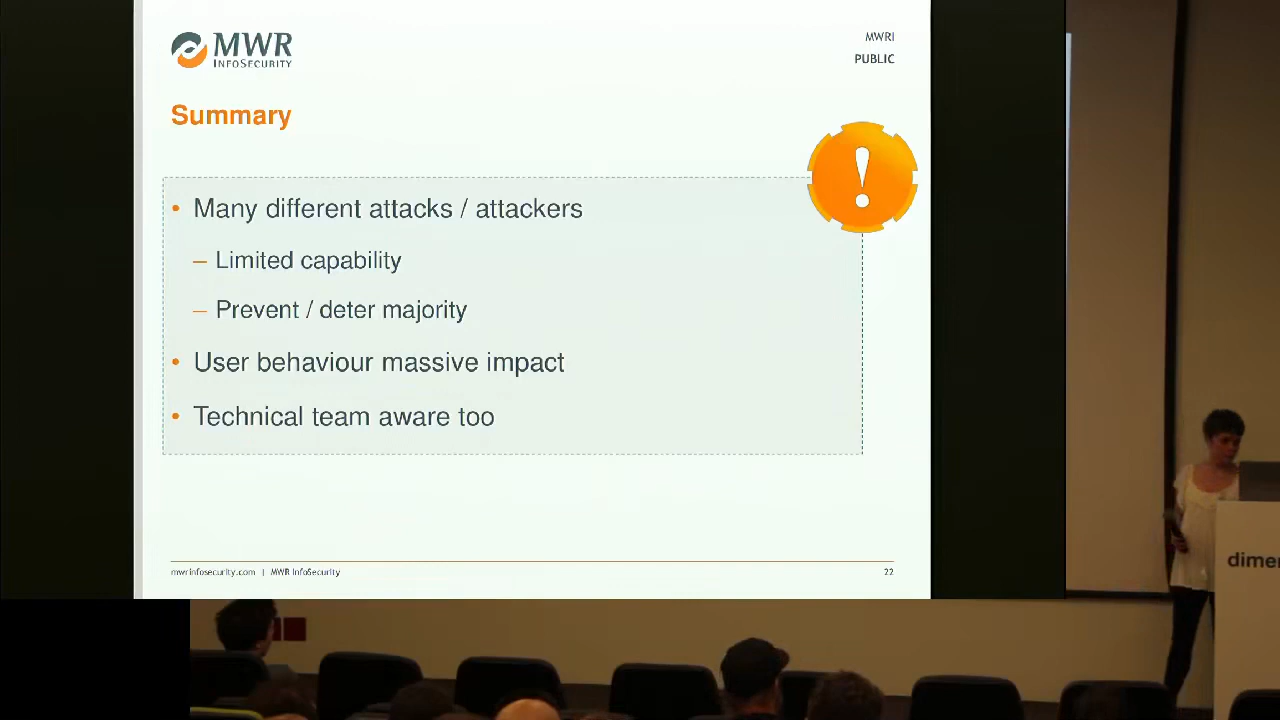 MWR
INFOSECURITY
MWRI
PUBLIC
Summary
!
• Many different attacks / attackers
– Limited capability
– Prevent / deter majority
• User behaviour massive impact
• Technical team aware too
mwrinfosecurity.com | MWR InfoSecurity
22
dime